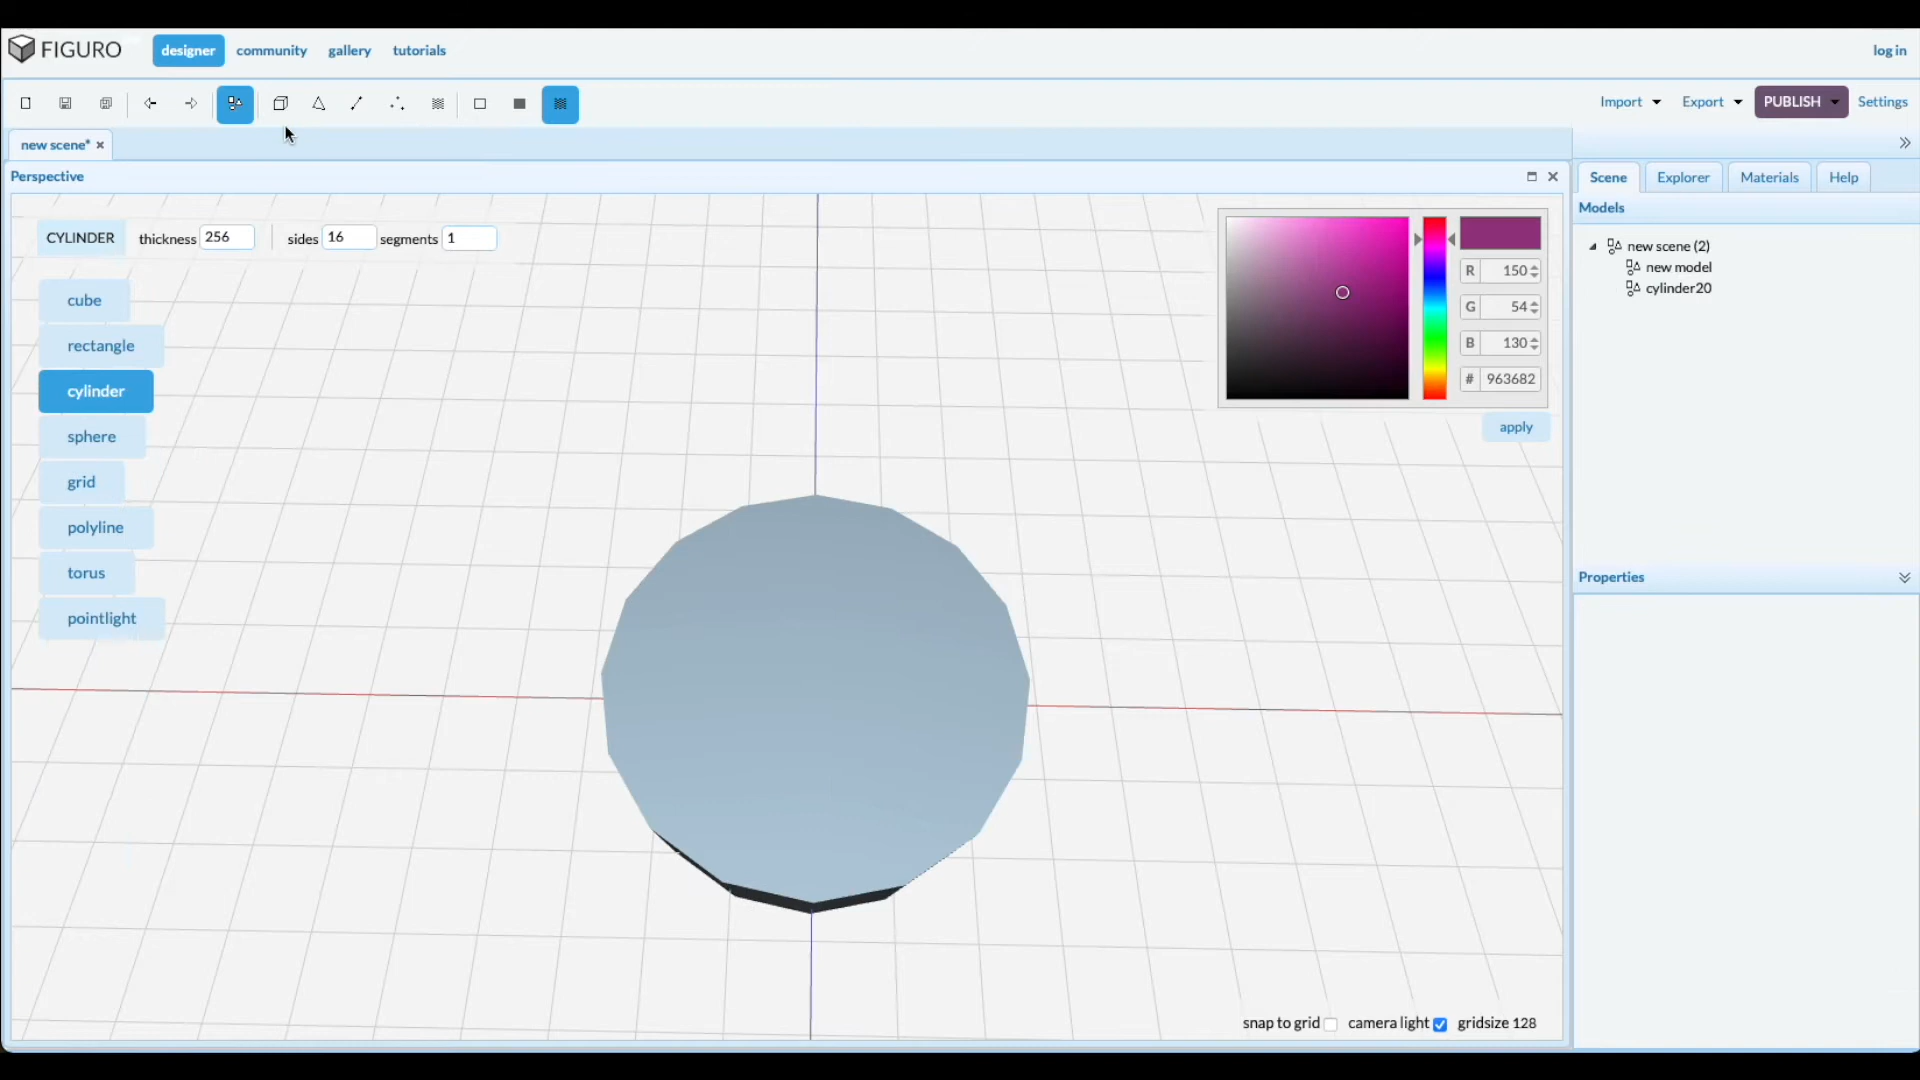 FIGURO
designer community gallery tutorials log in
Import Export PUBLISH Settings
new scene*
Perspective
Scene Explorer Materials Help
Models
CYLINDER thickness 256 sides 16 segments 1
new scene (2)
new model
cylinder20
R 150
G 54
B 130
# 963682
apply
cube
rectangle
cylinder
sphere
grid
polyline
torus
pointlight
Properties
snap to grid camera light gridsize 128